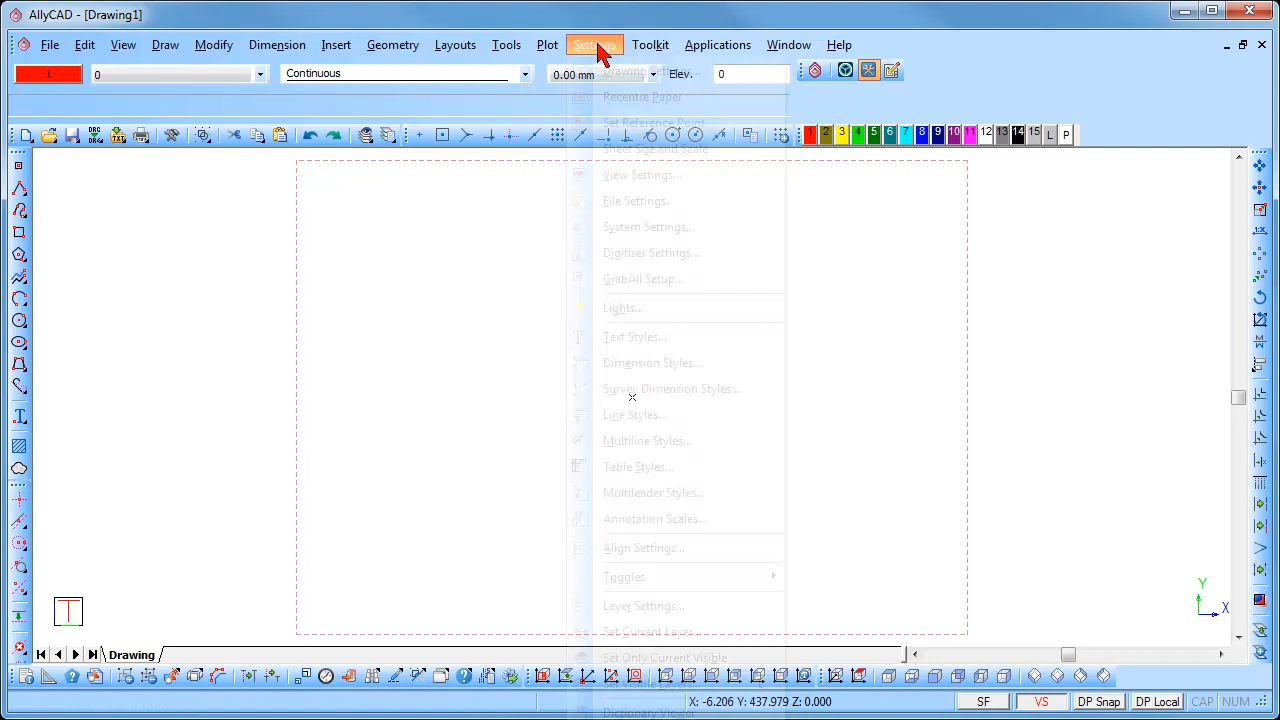 AllyCAD - [Drawing1]
File Edit View Draw Modify Dimension Geometry Layouts Tools Plot Settings Toolkit Applications Window Help
1 0 Continuous 0.00 mm Elev: 0
Drawing Settings...
Recentre Paper
Set Reference Point
1 2 3 4 5 6 7 8 9 10 11 12 13 14 15 L P
Sheet Size and Scale
View Settings...
File Settings...
System Settings...
Digitiser Settings...
GrabAll Setup...
Lights...
Text Styles...
Dimension Styles...
Survey Dimension Styles...
Line Styles...
Multiline Styles...
Table Styles...
Multileader Styles...
Annotation Scales...
Align Settings...
Toggles
Layer Settings...
Set Current Layer...
Set Only Current Visible
Set Visible Layers...
Dictionary Viewer
Y
X
T
Drawing
X: -6.206 Y: 437.979 Z: 0.000 SF VS DP Snap DP Local CAP NUM